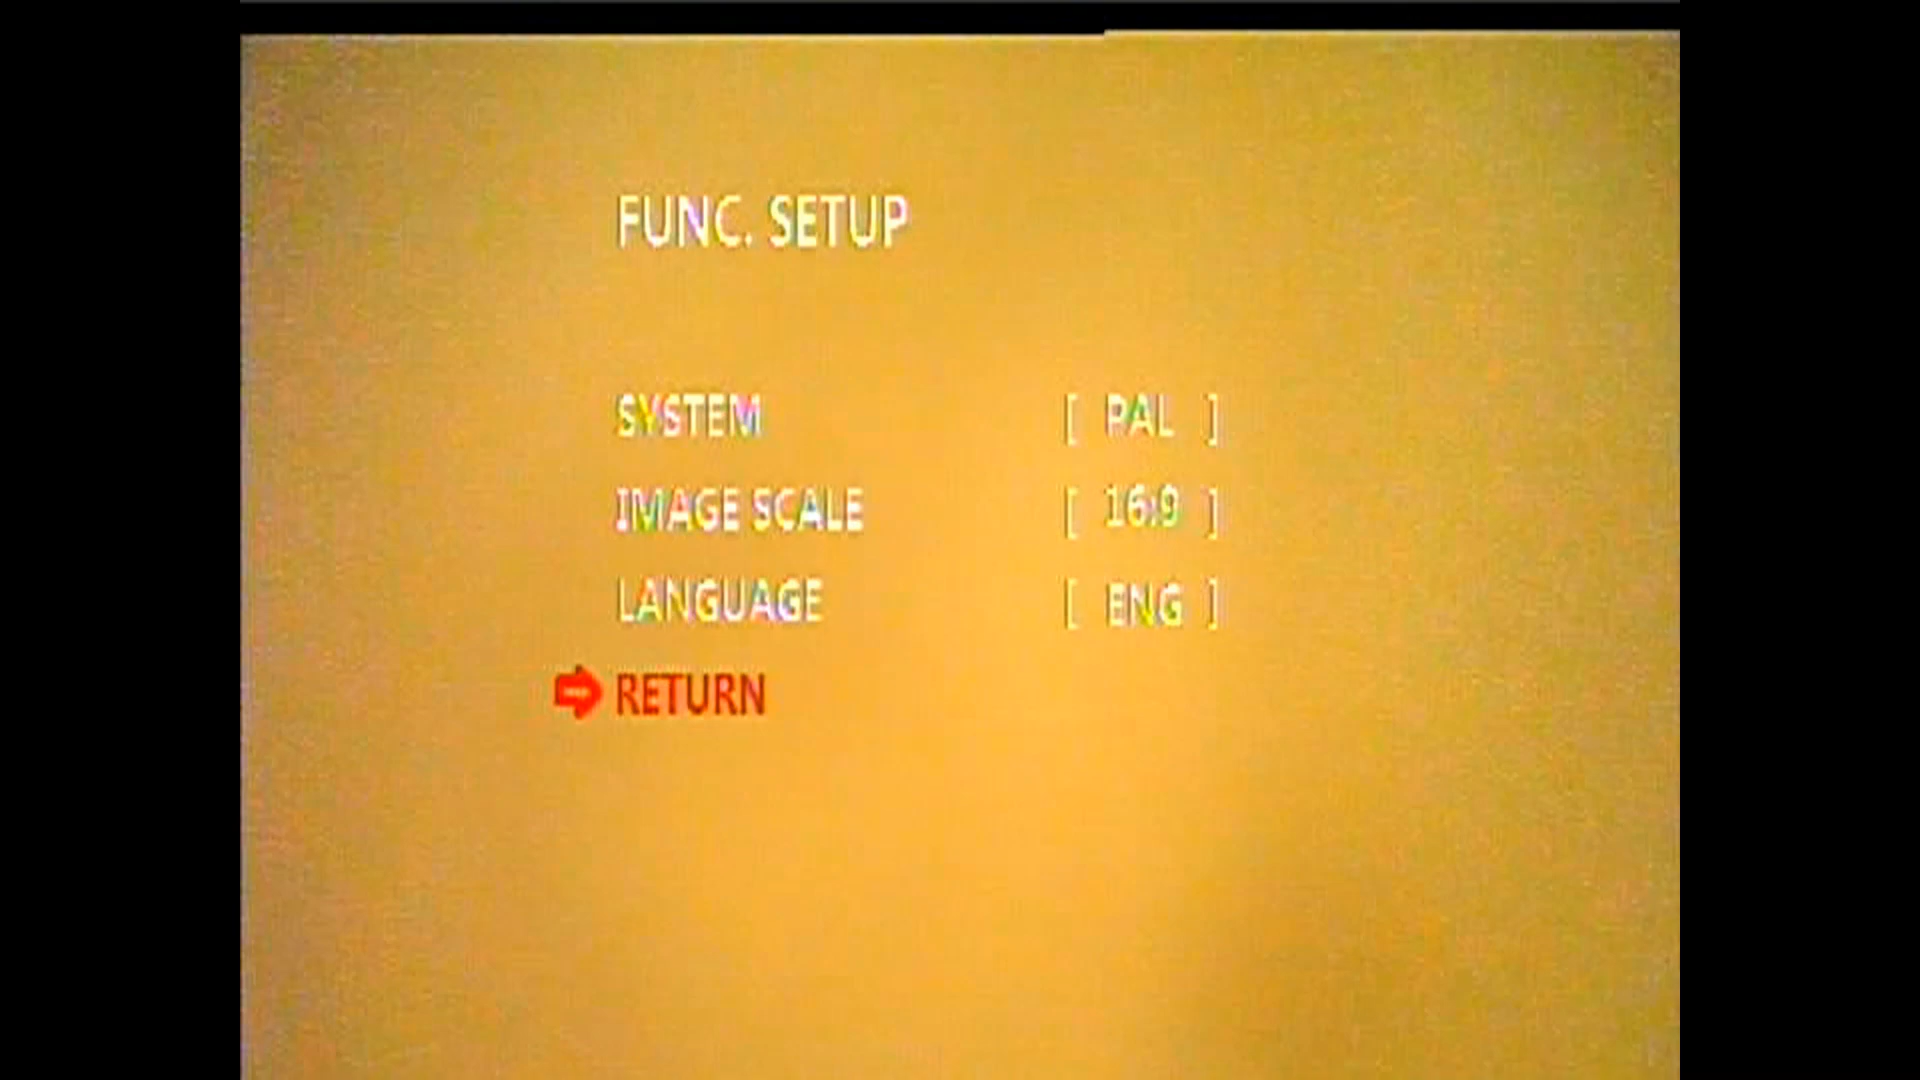 FUNC. SETUP
SYSTEM [ PAL ]
IMAGE SCALE [ 16:9 ]
LANGUAGE [ ENG ]
RETURN